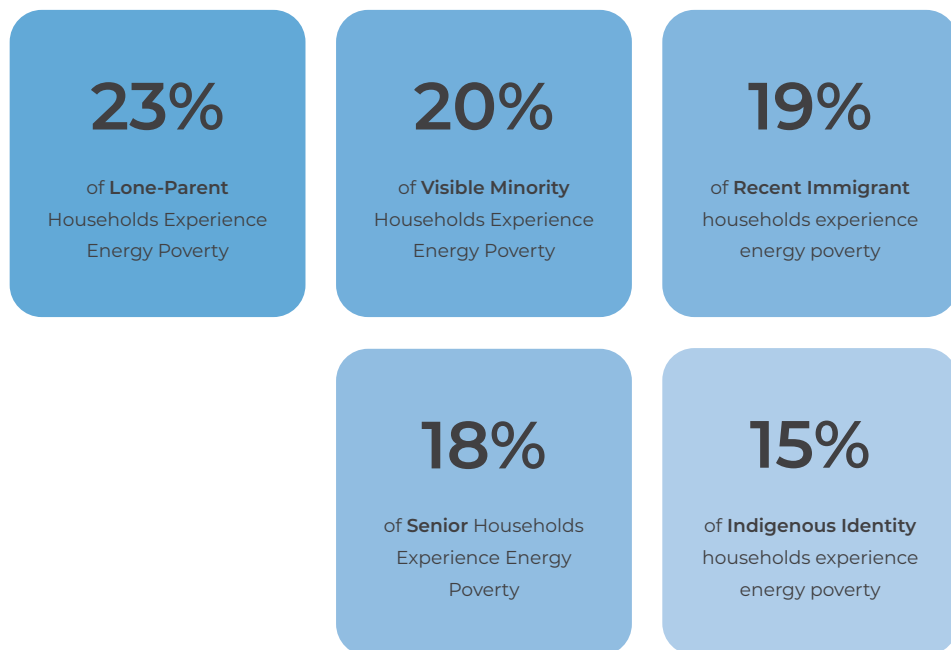 23%
of Lone-Parent
Households Experience
Energy Poverty
20%
of Visible Minority
Households Experience
Energy Poverty
19%
of Recent Immigrant
households experience
energy poverty
18%
of Senior Households
Experience Energy
Poverty
15%
of Indigenous Identity
households experience
energy poverty